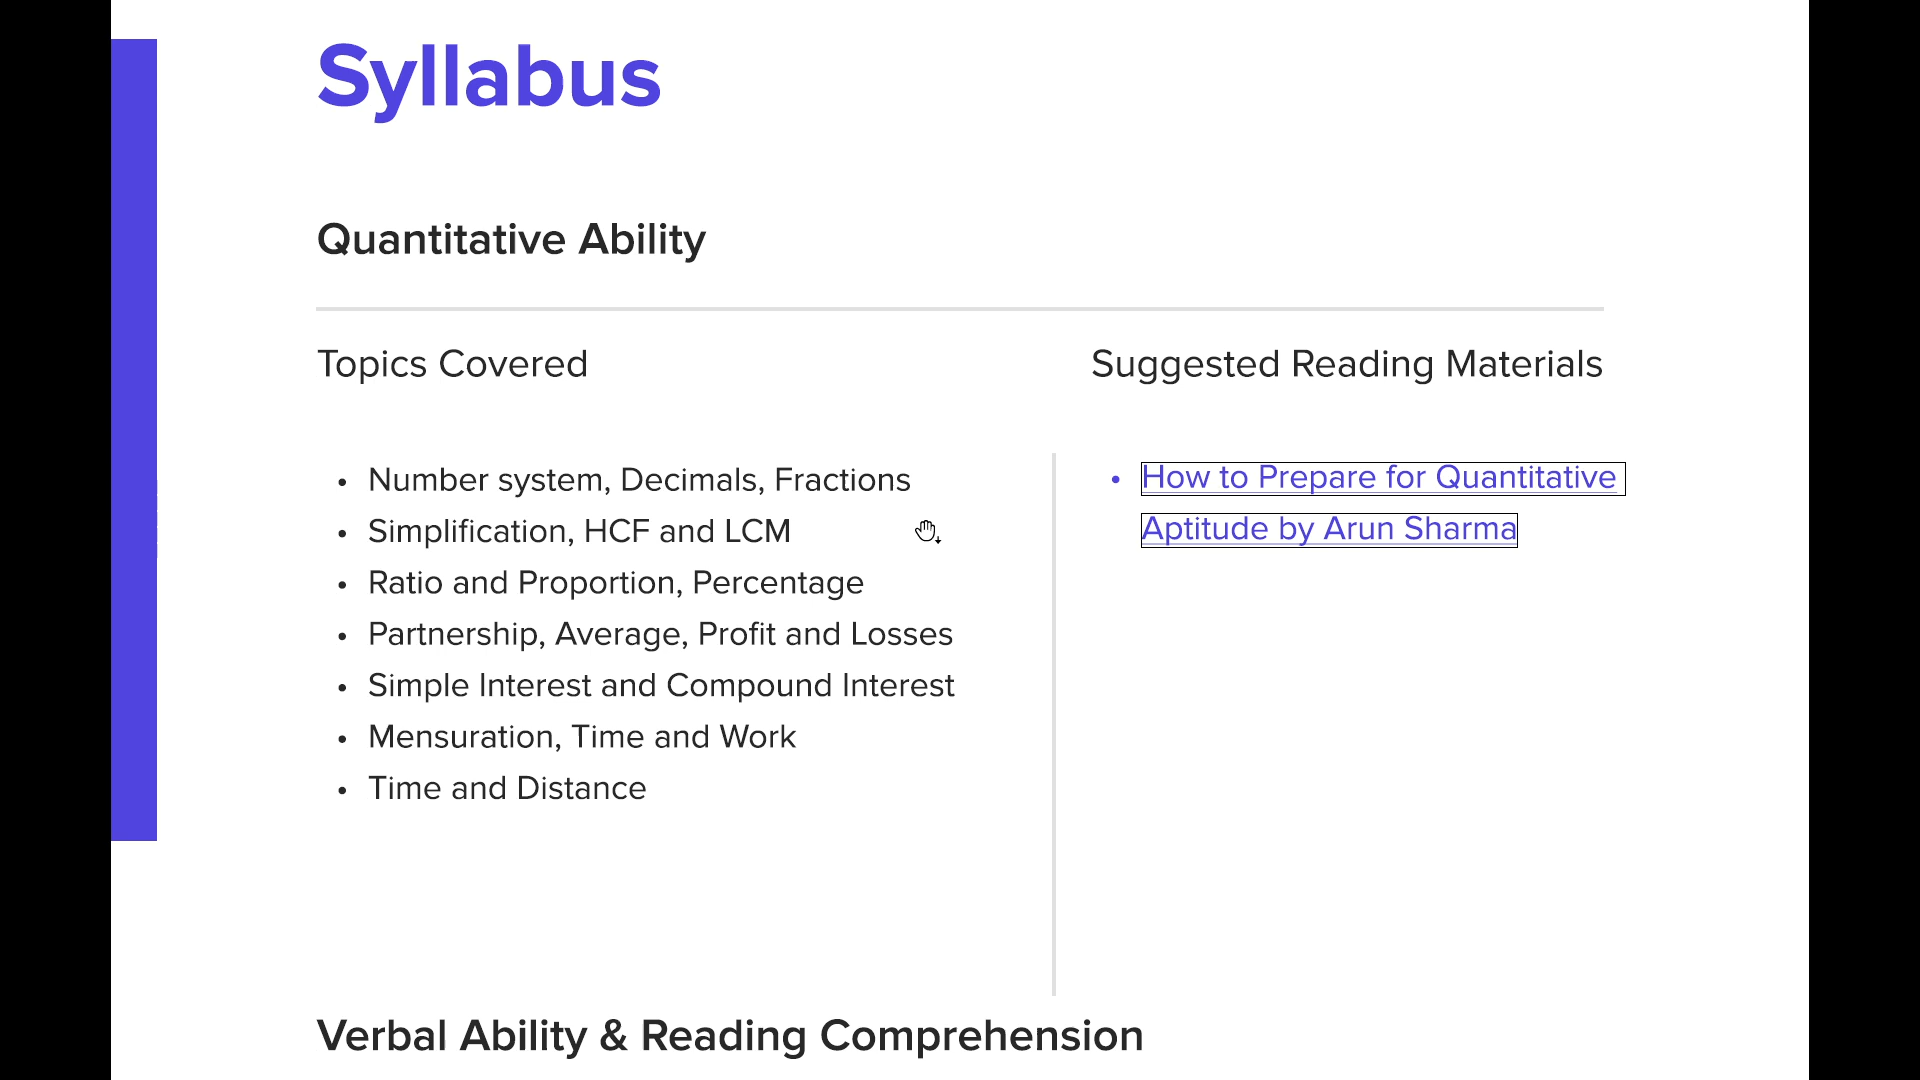 Syllabus
Quantitative Ability
Topics Covered
• Number system, Decimals, Fractions
• Simplification, HCF and LCM
• Ratio and Proportion, Percentage
• Partnership, Average, Profit and Losses
• Simple Interest and Compound Interest
• Mensuration, Time and Work
• Time and Distance
Suggested Reading Materials
• How to Prepare for Quantitative
Aptitude by Arun Sharma
Verbal Ability & Reading Comprehension